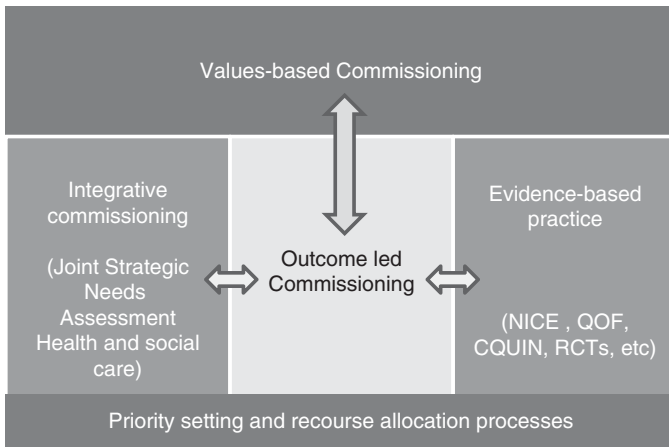 Values-based Commissioning
Integrative
commissioning
(Joint Strategic
Needs
Assessment
Health and social
care)
Outcome led
Commissioning
Evidence-based
practice
(NICE , QOF,
CQUIN, RCTs, etc)
Priority setting and recourse allocation processes